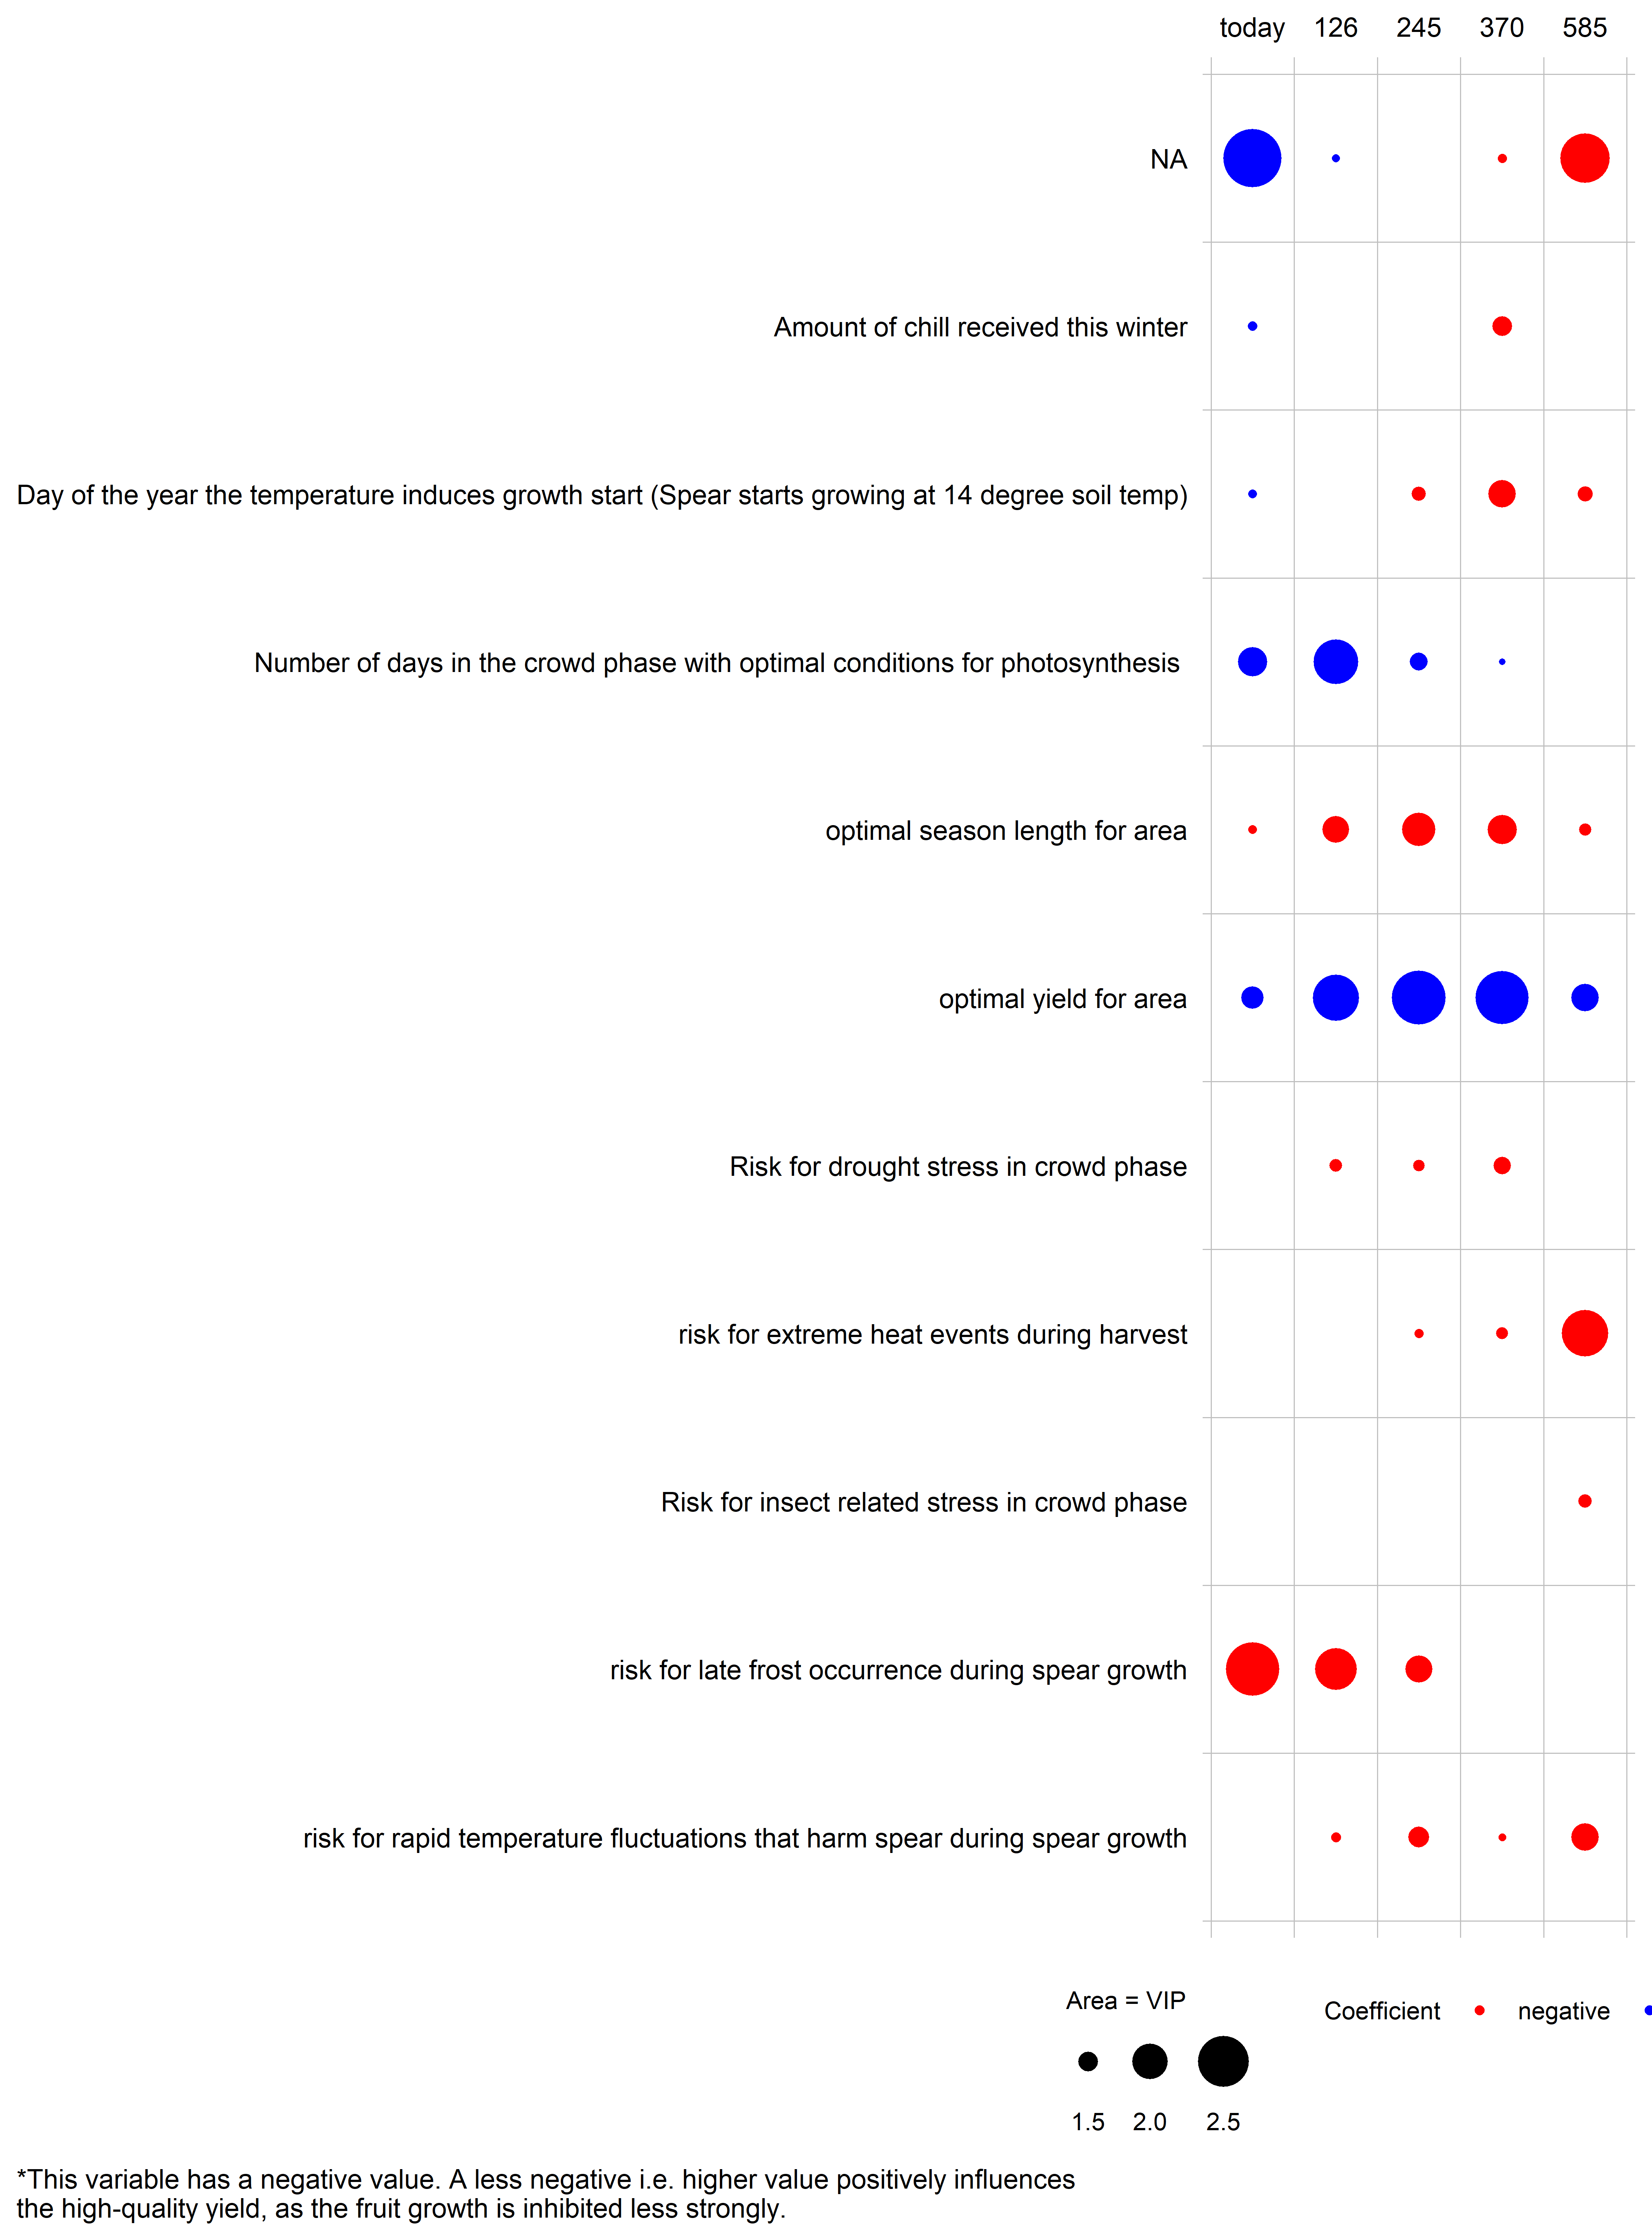 today 126 245 370 585
NA
Amount of chill received this winter
Day of the year the temperature induces growth start (Spear starts growing at 14 degree soil temp)
Number of days in the crowd phase with optimal conditions for photosynthesis
optimal season length for area
optimal yield for area
Risk for drought stress in crowd phase
risk for extreme heat events during harvest
Risk for insect related stress in crowd phase
risk for late frost occurrence during spear growth
risk for rapid temperature fluctuations that harm spear during spear growth
Area = VIP
Coefficient negative
1.5 2.0 2.5
*This variable has a negative value. A less negative i.e. higher value positively influences
the high-quality yield, as the fruit growth is inhibited less strongly.